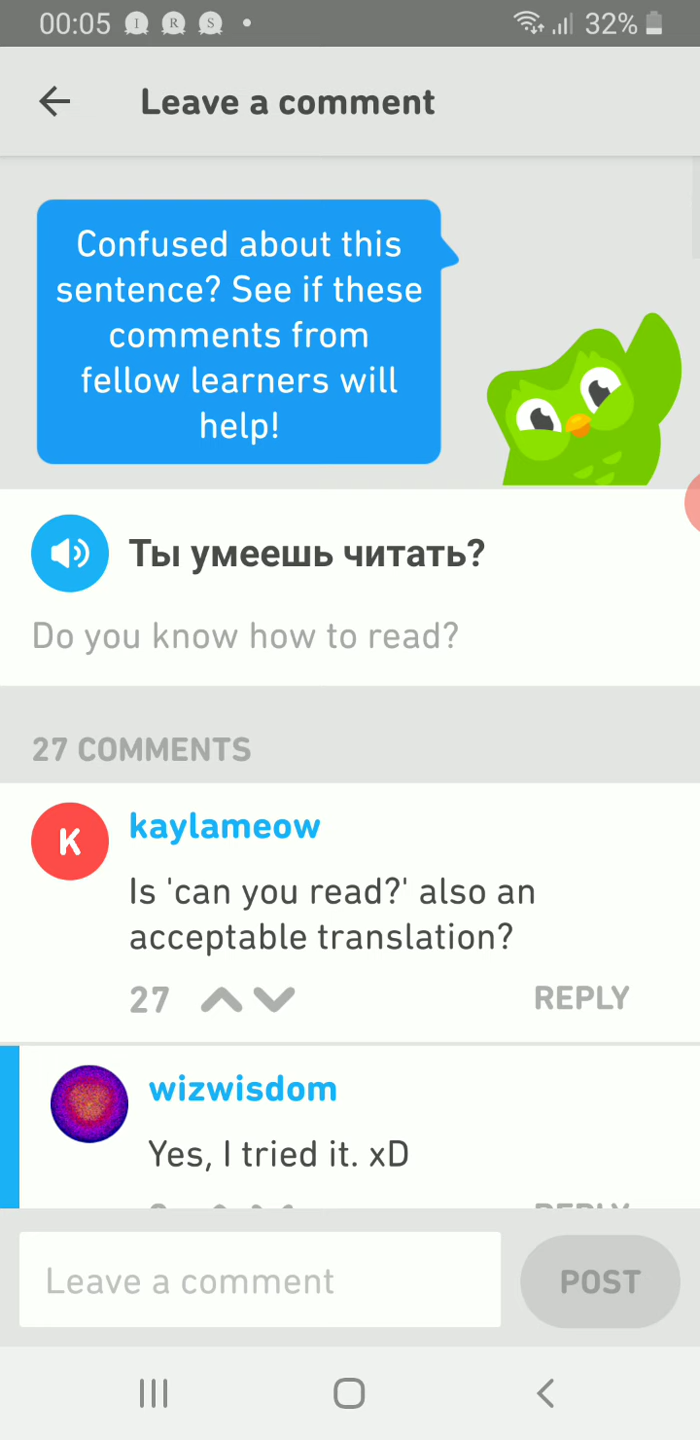 00:05 I R S 32%
Leave a comment
Confused about this
sentence? See if these
comments from
fellow learners will
help!
Ты умеешь читать?
Do you know how to read?
27 COMMENTS
K kaylameow
Is 'can you read?' also an
acceptable translation?
27 REPLY
wizwisdom
Yes, I tried it. xD
REPLY
Leave a comment POST